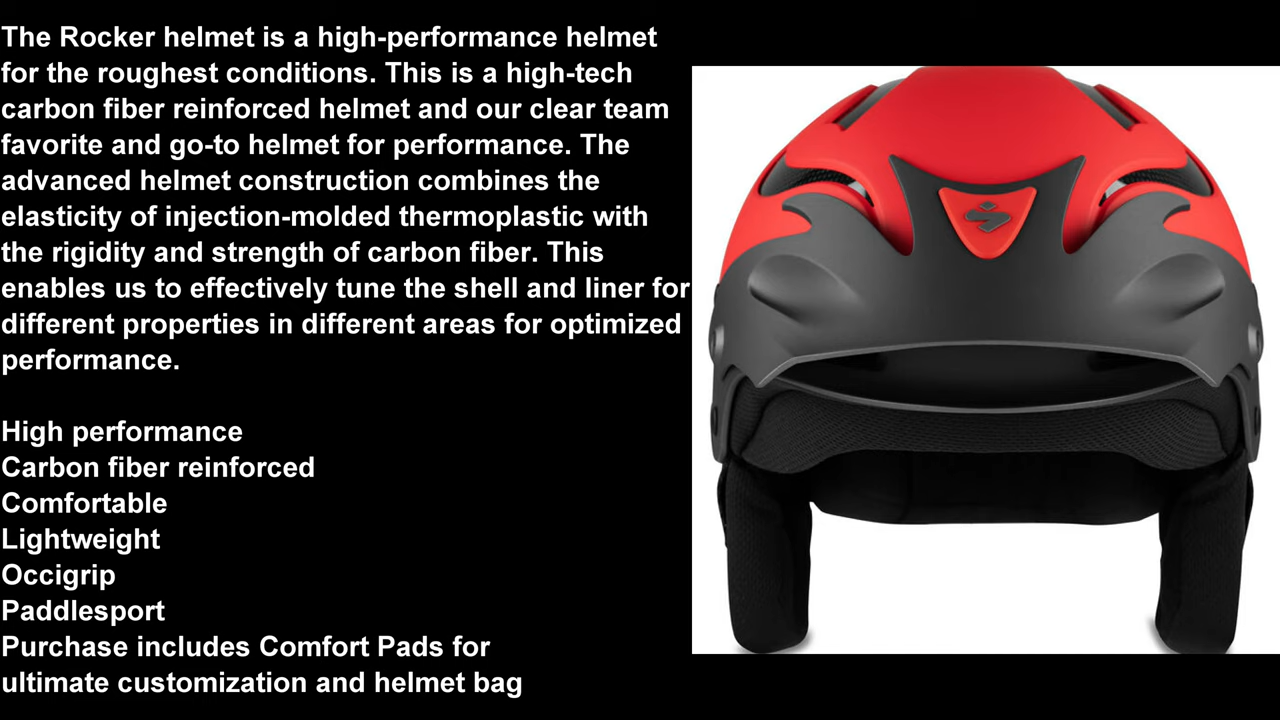 The Rocker helmet is a high-performance helmet
for the roughest conditions. This is a high-tech
carbon fiber reinforced helmet and our clear team
favorite and go-to helmet for performance. The
advanced helmet construction combines the
elasticity of injection-molded thermoplastic with
the rigidity and strength of carbon fiber. This
enables us to effectively tune the shell and liner for
different properties in different areas for optimized
performance.
High performance
Carbon fiber reinforced
Comfortable
Lightweight
Occigrip
Paddlesport
Purchase includes Comfort Pads for
ultimate customization and helmet bag